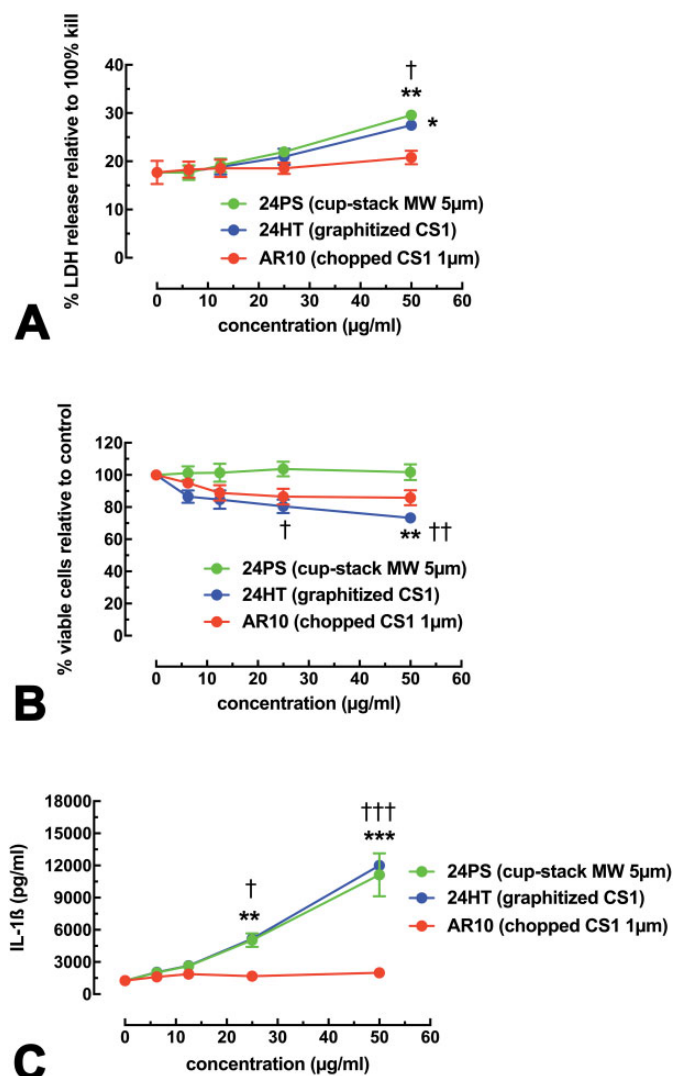 % LDH release relative to 100% kill
40
30
20
10
0
†
**
*
24PS (cup-stack MW 5µm)
24HT (graphitized CS1)
AR10 (chopped CS1 1µm)
0 10 20 30 40 50 60
concentration (µg/ml)
A
% viable cells relative to control
120
100
80
60
40
20
0
†
** ††
24PS (cup-stack MW 5µm)
24HT (graphitized CS1)
AR10 (chopped CS1 1µm)
0 10 20 30 40 50 60
concentration (µg/ml)
B
IL-1ß (pg/ml)
18000
15000
12000
9000
6000
3000
0
†
**
†††
***
24PS (cup-stack MW 5µm)
24HT (graphitized CS1)
AR10 (chopped CS1 1µm)
0 10 20 30 40 50 60
concentration (µg/ml)
C